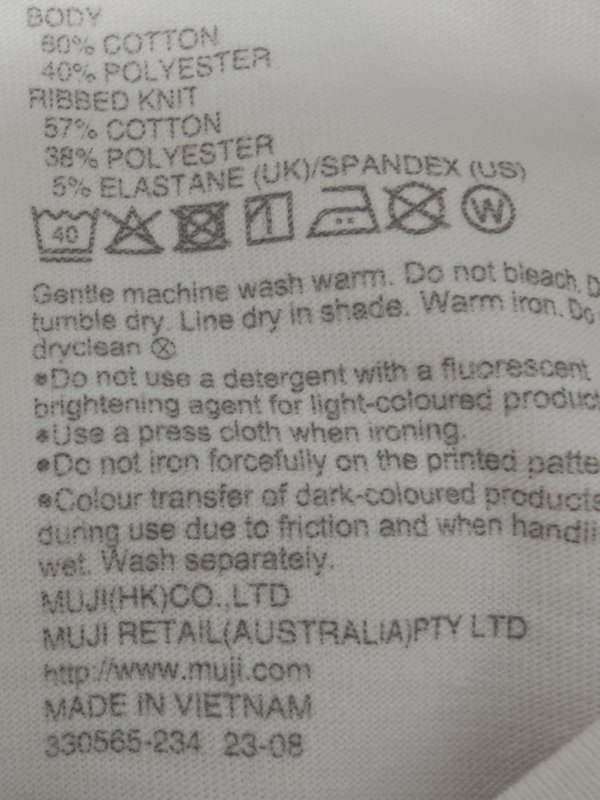 BODY
60% COTTON
40% POLYESTER
RIBBED KNIT
57% COTTON
38% POLYESTER
5% ELASTANE (UK)/SPANDEX (US)
40 W
Gentle machine wash warm. Do not bleach. D
tumble dry. Line dry in shade. Warm iron. Do
dryclean
•Do not use a detergent with a fluorescent
brightening agent for light-coloured produc
•Use a press cloth when ironing.
•Do not iron forcefully on the printed patte
•Colour transfer of dark-coloured products
during use due to friction and when handli
wet. Wash separately.
MUJI(HK)CO.,LTD
MUJI RETAIL(AUSTRALIA)PTY LTD
http://www.muji.com
MADE IN VIETNAM
330565-234 23-08